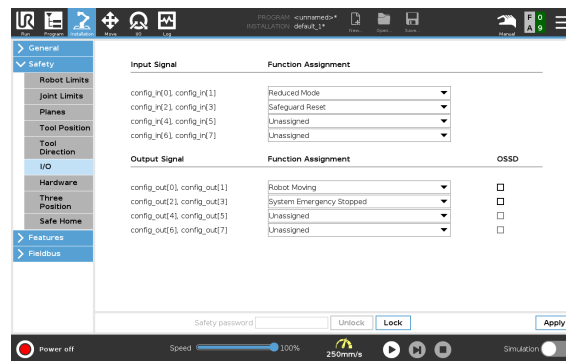 UR
PROGRAM <unnamed>*
INSTALLATION default_1*
F 0
A 9
Run Program Installation Move I/O Log New... Open... Save... Manual
General
Safety
Robot Limits
Joint Limits
Planes
Tool Position
Tool
Direction
I/O
Hardware
Three
Position
Safe Home
Features
Fieldbus
Input Signal Function Assignment
config_in[0], config_in[1] Reduced Mode
config_in[2], config_in[3] Safeguard Reset
config_in[4], config_in[5] Unassigned
config_in[6], config_in[7] Unassigned
Output Signal Function Assignment OSSD
config_out[0], config_out[1] Robot Moving
config_out[2], config_out[3] System Emergency Stopped
config_out[4], config_out[5] Unassigned
config_out[6], config_out[7] Unassigned
Safety password Unlock Lock Apply
Power off Speed 100% 250mm/s Simulation